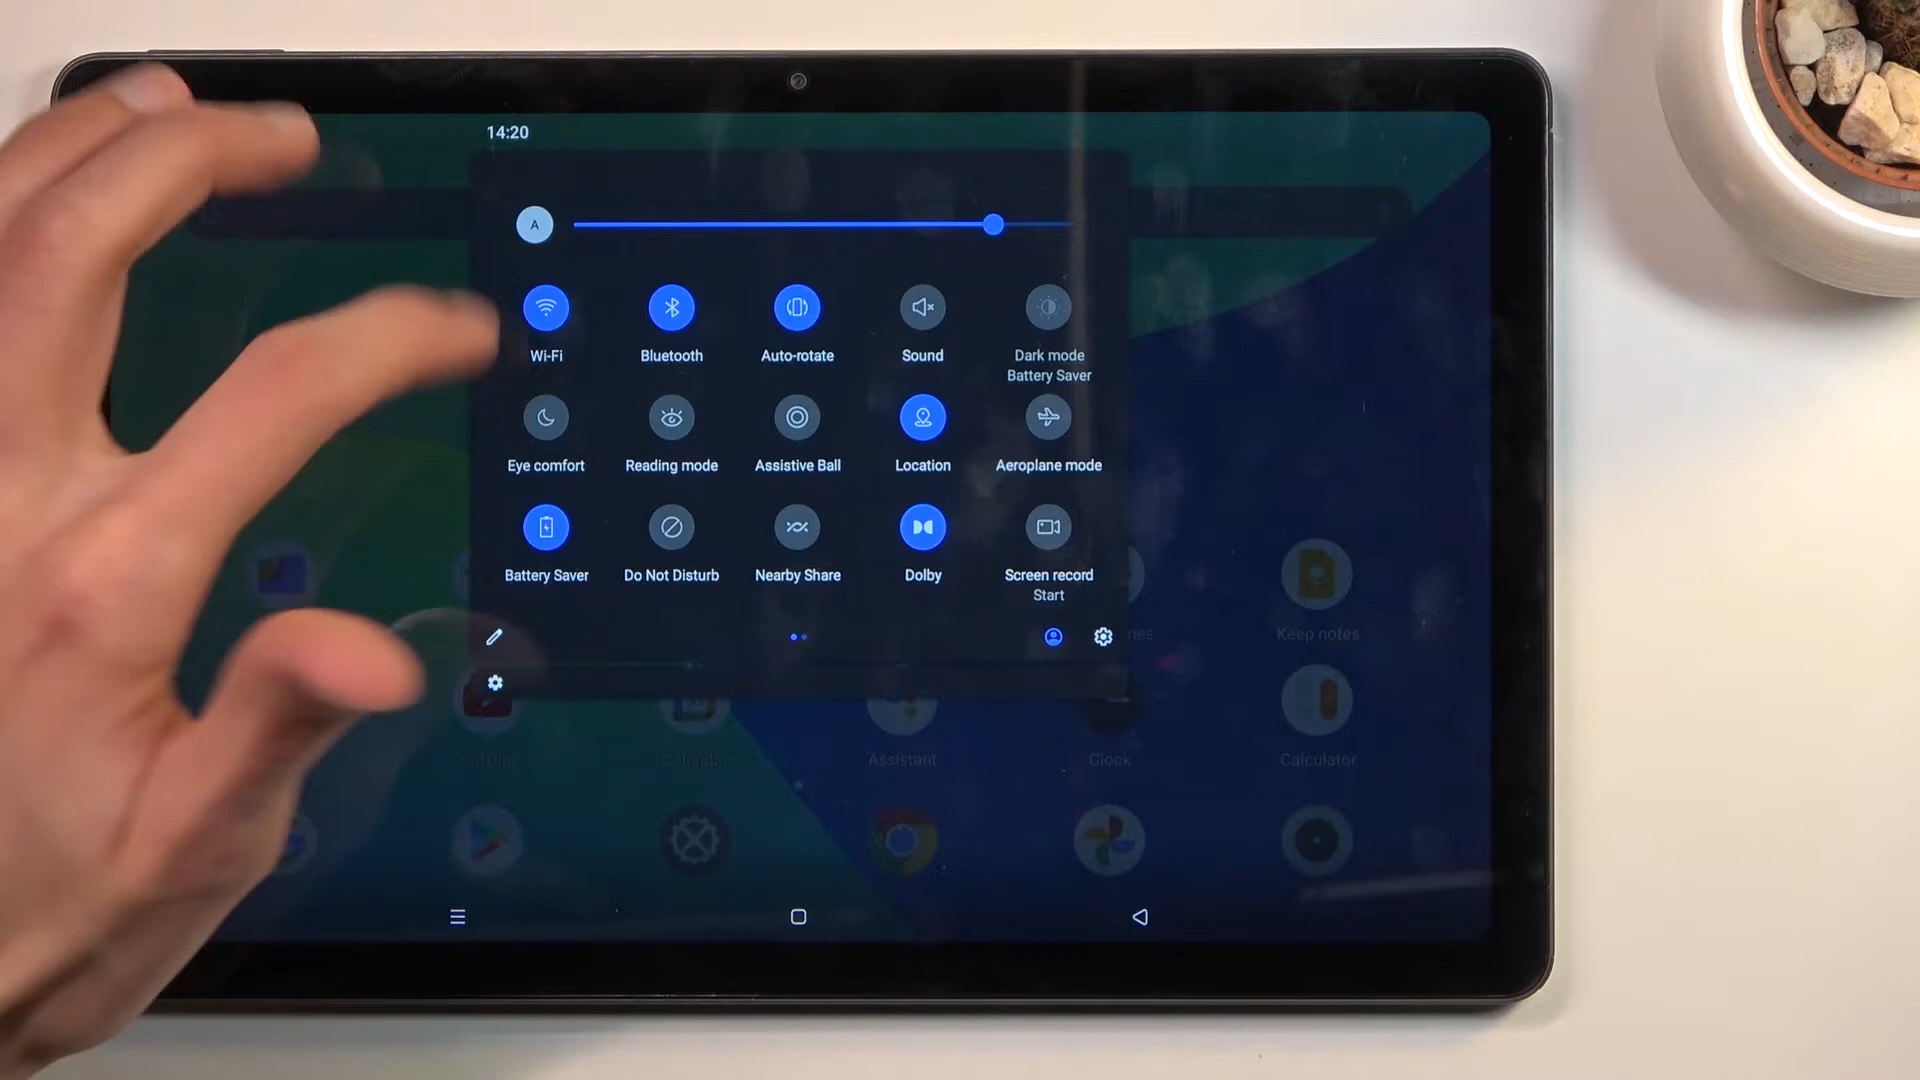 14:20
A
Wi-Fi
Bluetooth
Auto-rotate
Sound
Dark mode
Battery Saver
Eye comfort
Reading mode
Assistive Ball
Location
Aeroplane mode
Battery Saver
Do Not Disturb
Nearby Share
Dolby
Screen record
Start
Keep notes
Calendar
Assistant
Clock
Calculator